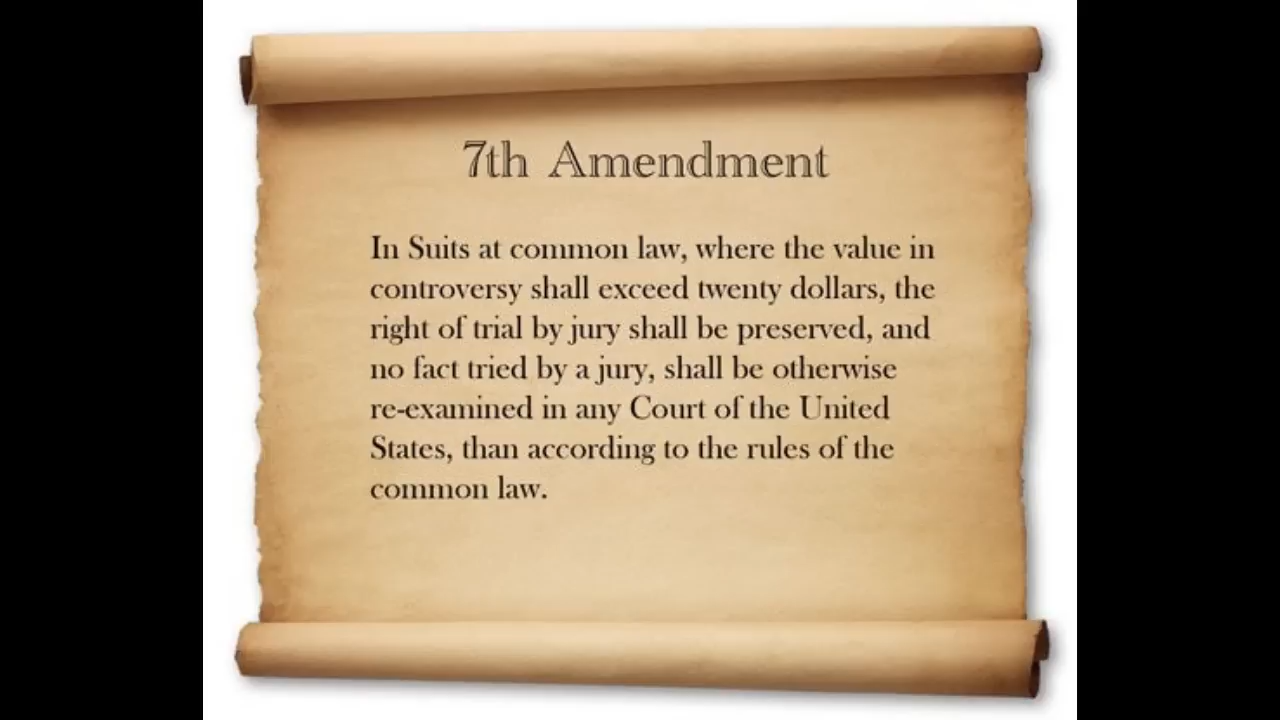 7th Amendment
In Suits at common law, where the value in
controversy shall exceed twenty dollars, the
right of trial by jury shall be preserved, and
no fact tried by a jury, shall be otherwise
re-examined in any Court of the United
States, than according to the rules of the
common law.